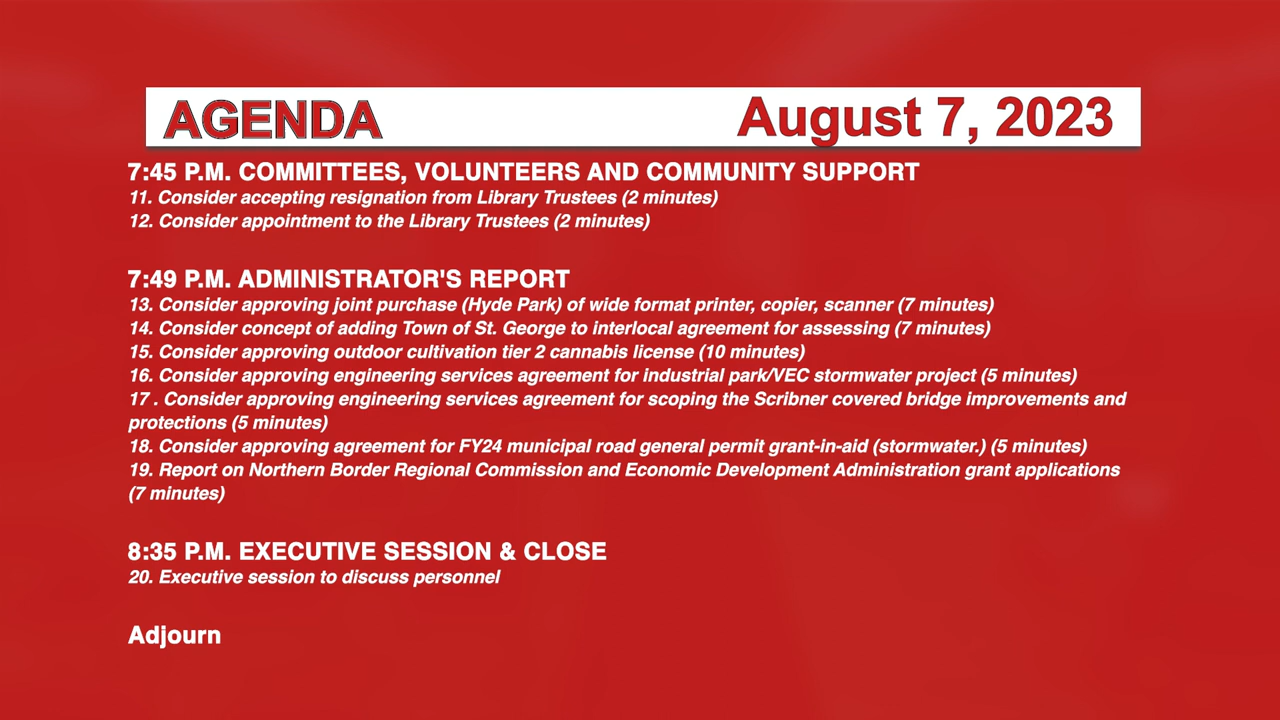 AGENDA August 7, 2023
7:45 P.M. COMMITTEES, VOLUNTEERS AND COMMUNITY SUPPORT
11. Consider accepting resignation from Library Trustees (2 minutes)
12. Consider appointment to the Library Trustees (2 minutes)
7:49 P.M. ADMINISTRATOR'S REPORT
13. Consider approving joint purchase (Hyde Park) of wide format printer, copier, scanner (7 minutes)
14. Consider concept of adding Town of St. George to interlocal agreement for assessing (7 minutes)
15. Consider approving outdoor cultivation tier 2 cannabis license (10 minutes)
16. Consider approving engineering services agreement for industrial park/VEC stormwater project (5 minutes)
17 . Consider approving engineering services agreement for scoping the Scribner covered bridge improvements and
protections (5 minutes)
18. Consider approving agreement for FY24 municipal road general permit grant-in-aid (stormwater.) (5 minutes)
19. Report on Northern Border Regional Commission and Economic Development Administration grant applications
(7 minutes)
8:35 P.M. EXECUTIVE SESSION & CLOSE
20. Executive session to discuss personnel
Adjourn